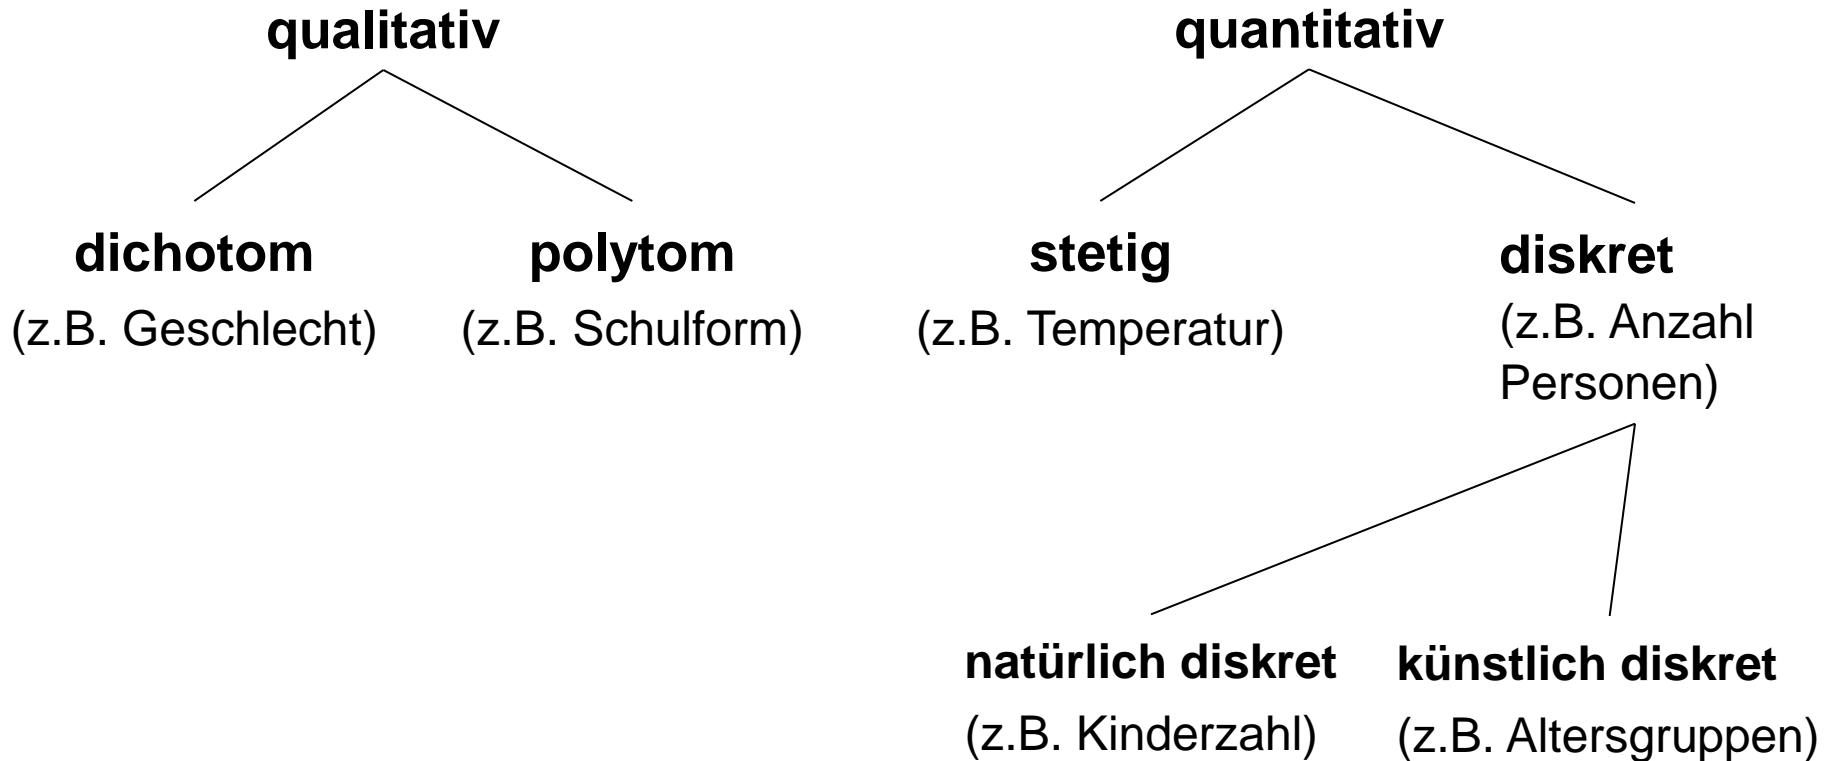 qualitativ
quantitativ
dichotom
(z.B. Geschlecht)
polytom
(z.B. Schulform)
stetig
(z.B. Temperatur)
diskret
(z.B. Anzahl
Personen)
natürlich diskret
(z.B. Kinderzahl)
künstlich diskret
(z.B. Altersgruppen)